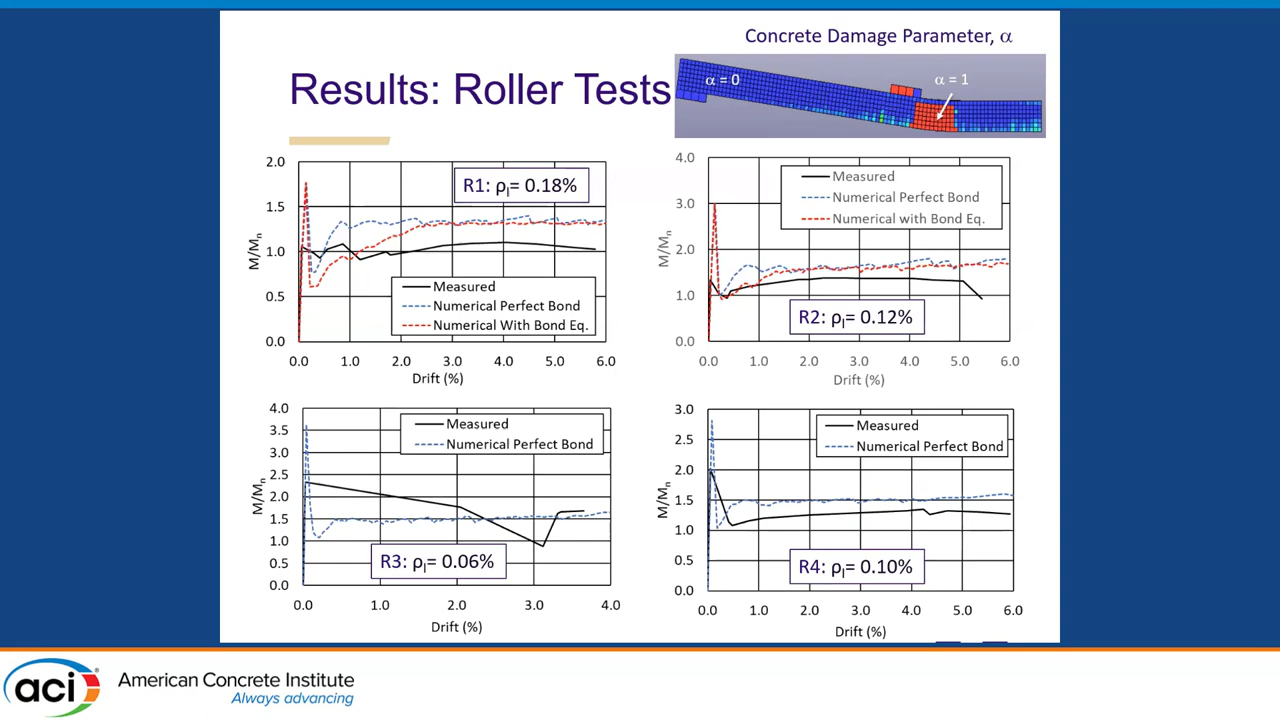 Concrete Damage Parameter, α
Results: Roller Tests
α = 0
α = 1
2.0
1.5
1.0
0.5
0.0
M/Mn
R1: ρl= 0.18%
Measured
Numerical Perfect Bond
Numerical With Bond Eq.
0.0 1.0 2.0 3.0 4.0 5.0 6.0
Drift (%)
4.0
3.0
2.0
1.0
0.0
M/Mn
Measured
Numerical Perfect Bond
Numerical with Bond Eq.
R2: ρl= 0.12%
0.0 1.0 2.0 3.0 4.0 5.0 6.0
Drift (%)
4.0
3.5
3.0
2.5
2.0
1.5
1.0
0.5
0.0
M/Mn
Measured
Numerical Perfect Bond
R3: ρl= 0.06%
0.0 1.0 2.0 3.0 4.0
Drift (%)
3.0
2.5
2.0
1.5
1.0
0.5
0.0
M/Mn
Measured
Numerical Perfect Bond
R4: ρl= 0.10%
0.0 1.0 2.0 3.0 4.0 5.0 6.0
Drift (%)
aci®
American Concrete Institute
Always advancing